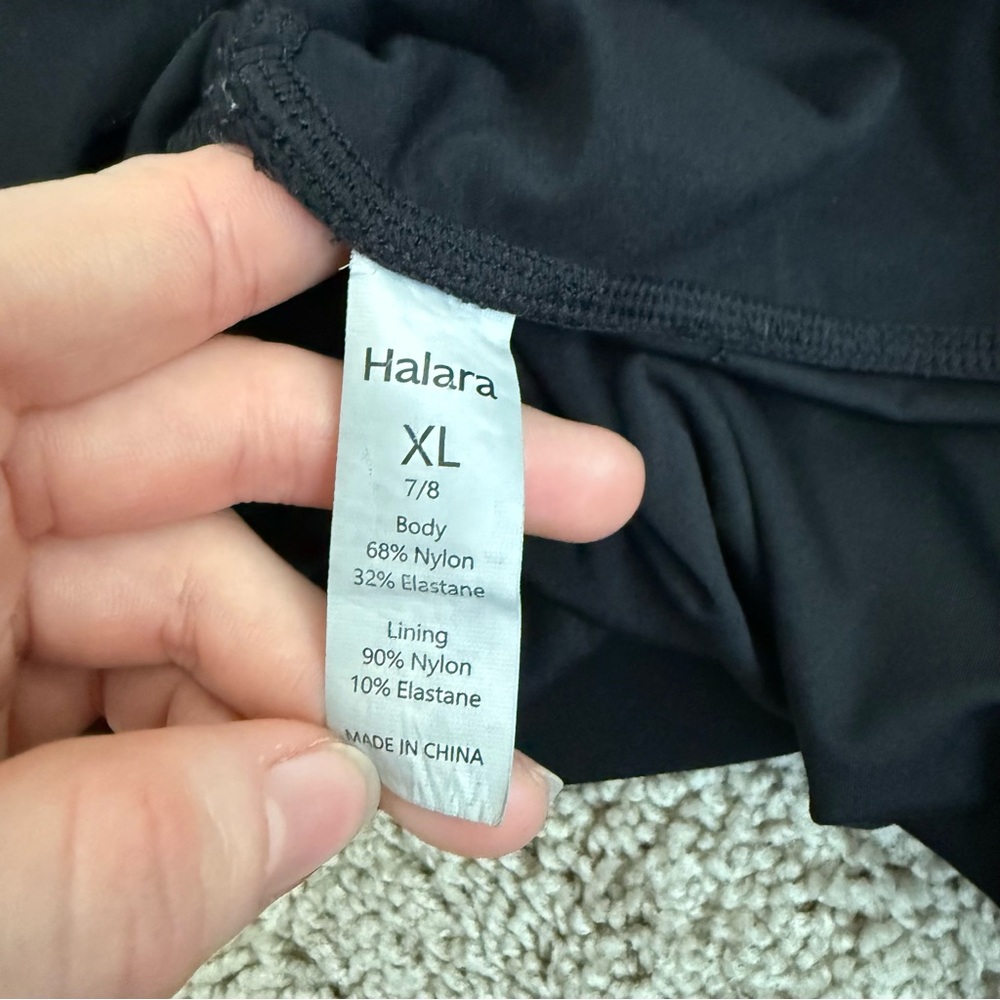 Halara
XL
7/8
Body
68% Nylon
32% Elastane
Lining
90% Nylon
10% Elastane
MADE IN CHINA